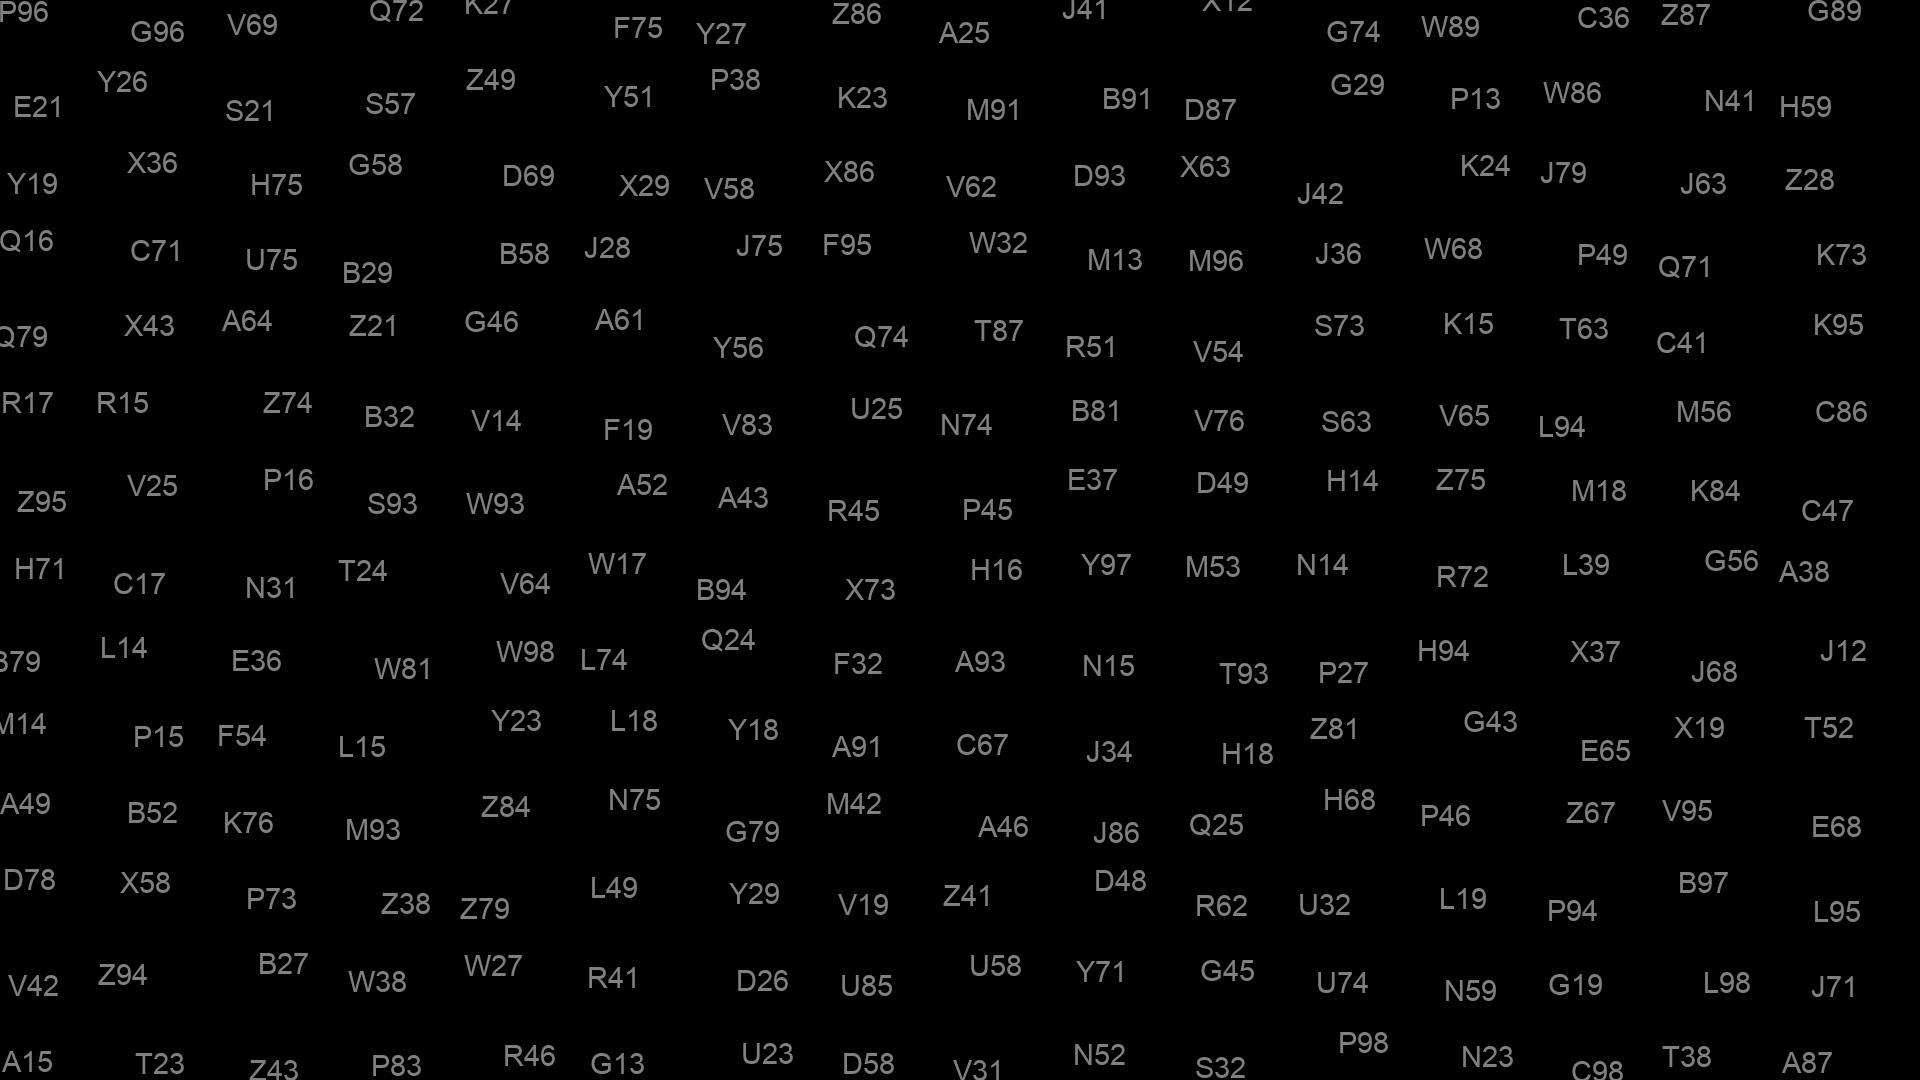 P96 G96 V69 Q72 K27 F75 Y27 Z86 A25 J41 X12 G74 W89 C36 Z87 G89
E21 Y26 S21 S57 Z49 Y51 P38 K23 M91 B91 D87 G29 P13 W86 N41 H59
Y19 X36 H75 G58 D69 X29 V58 X86 V62 D93 X63 J42 K24 J79 J63 Z28
Q16 C71 U75 B29 B58 J28 J75 F95 W32 M13 M96 J36 W68 P49 Q71 K73
Q79 X43 A64 Z21 G46 A61 Y56 Q74 T87 R51 V54 S73 K15 T63 C41 K95
R17 R15 Z74 B32 V14 F19 V83 U25 N74 B81 V76 S63 V65 L94 M56 C86
Z95 V25 P16 S93 W93 A52 A43 R45 P45 E37 D49 H14 Z75 M18 K84 C47
H71 C17 N31 T24 V64 W17 B94 X73 H16 Y97 M53 N14 R72 L39 G56 A38
B79 L14 E36 W81 W98 L74 Q24 F32 A93 N15 T93 P27 H94 X37 J68 J12
M14 P15 F54 L15 Y23 L18 Y18 A91 C67 J34 H18 Z81 G43 E65 X19 T52
A49 B52 K76 M93 Z84 N75 G79 M42 A46 J86 Q25 H68 P46 Z67 V95 E68
D78 X58 P73 Z38 Z79 L49 Y29 V19 Z41 D48 R62 U32 L19 P94 B97 L95
V42 Z94 B27 W38 W27 R41 D26 U85 U58 Y71 G45 U74 N59 G19 L98 J71
A15 T23 Z43 P83 R46 G13 U23 D58 V31 N52 S32 P98 N23 C98 T38 A87